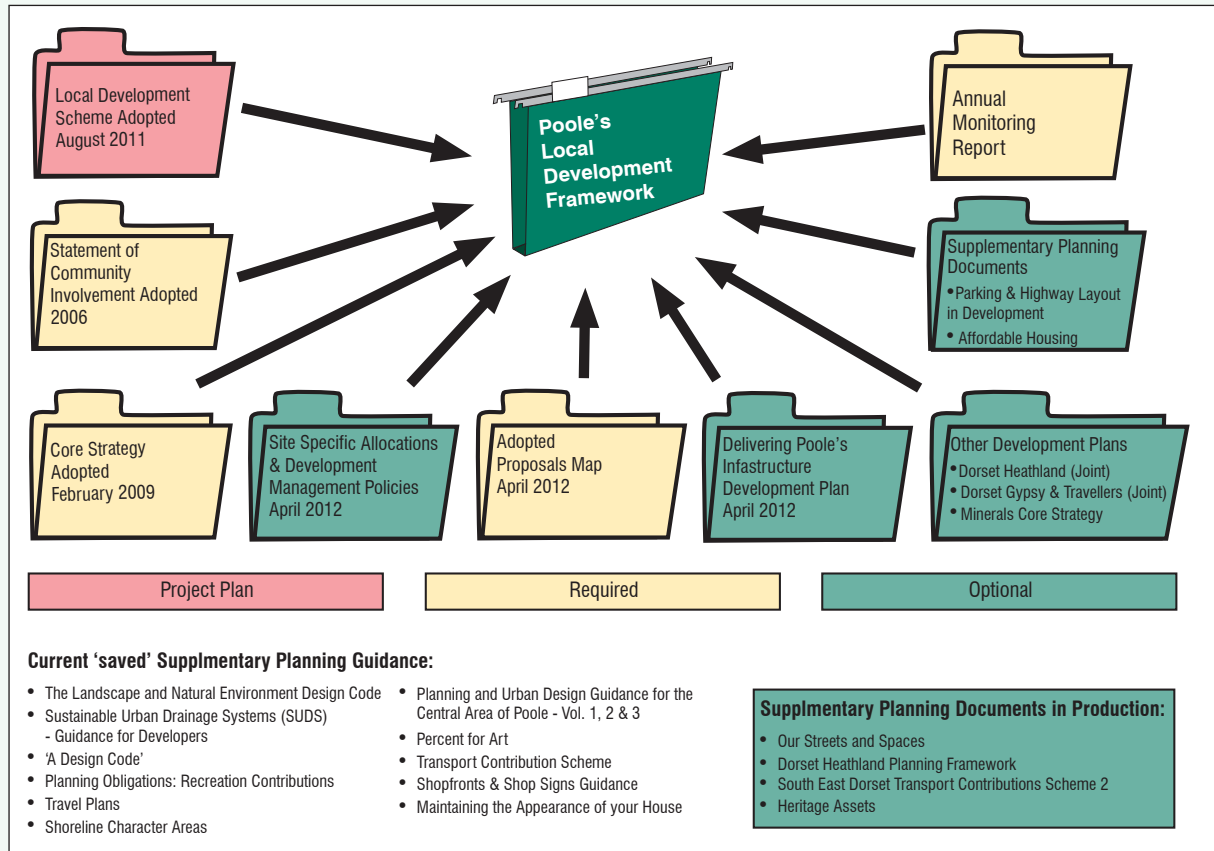 Local Development
Scheme Adopted
August 2011
Poole's
Local
Development
Framework
Annual
Monitoring
Report
Statement of
Community
Involvement Adopted
2006
Supplementary Planning
Documents
•Parking & Highway Layout
in Development
• Affordable Housing
Core Strategy
Adopted
February 2009
Site Specific Allocations
& Development
Management Policies
April 2012
Adopted
Proposals Map
April 2012
Delivering Poole's
Infastructure
Development Plan
April 2012
Other Development Plans
•Dorset Heathland (Joint)
•Dorset Gypsy & Travellers (Joint)
•Minerals Core Strategy
Project Plan
Required
Optional
Current 'saved' Supplmentary Planning Guidance:
• The Landscape and Natural Environment Design Code
• Sustainable Urban Drainage Systems (SUDS)
- Guidance for Developers
• 'A Design Code'
• Planning Obligations: Recreation Contributions
• Travel Plans
• Shoreline Character Areas
• Planning and Urban Design Guidance for the
Central Area of Poole - Vol. 1, 2 & 3
• Percent for Art
• Transport Contribution Scheme
• Shopfronts & Shop Signs Guidance
• Maintaining the Appearance of your House
Supplmentary Planning Documents in Production:
• Our Streets and Spaces
• Dorset Heathland Planning Framework
• South East Dorset Transport Contributions Scheme 2
• Heritage Assets